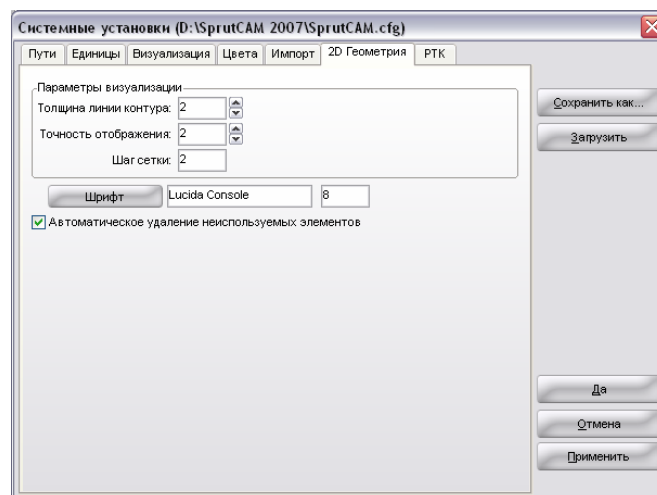 Системные установки (D:\SprutCAM 2007\SprutCAM.cfg)
Пути Единицы Визуализация Цвета Импорт 2D Геометрия РТК
Параметры визуализации
Толщина линии контура: 2
Точность отображения: 2
Шаг сетки: 2
Шрифт Lucida Console 8
Автоматическое удаление неиспользуемых элементов
Сохранить как...
Загрузить
Да
Отмена
Применить